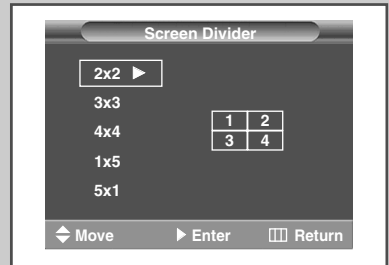 Screen Divider
2x2
3x3
4x4
1x5
5x1
1 2
3 4
Move Enter Return